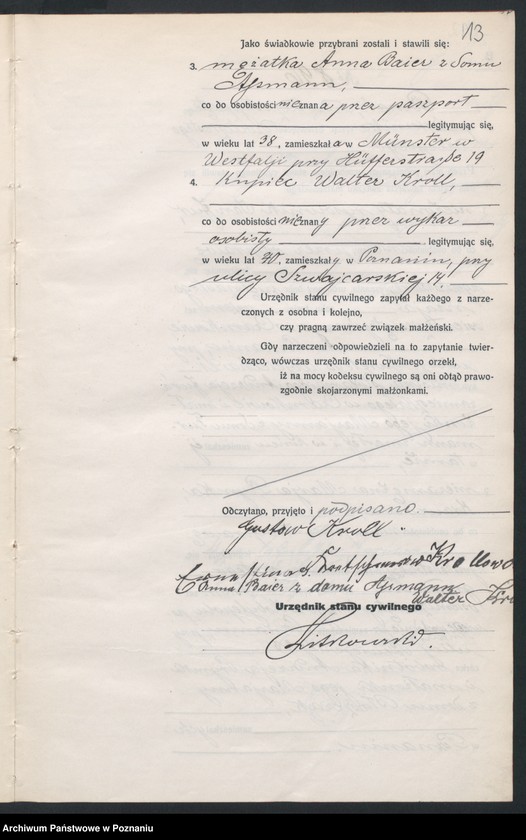 113
Jako świadkowie przybrani zostali i stawili się:
3. mężatka Anna Baier z domu
Assmann,
co do osobistości nieznana przez paszport
legitymując się,
w wieku lat 38, zamieszkała w Münster w
Westfalji przy Hüfferstraße 19
4. kupiec Walter Kroll,
co do osobistości nieznany przez wykaz
osobisty legitymując się,
w wieku lat 20, zamieszkały w Poznaniu, przy
ulicy Szwajcarskiej 14.
Urzędnik stanu cywilnego zapytał każdego z narze-
czonych z osobna i kolejno,
czy pragną zawrzeć związek małżeński.
Gdy narzeczeni odpowiedzieli na to zapytanie twier-
dząco, wówczas urzędnik stanu cywilnego orzekł,
iż na mocy kodeksu cywilnego są oni odtąd prawo-
zgodnie skojarzonymi małżonkami.
Odczytano, przyjęto i podpisano.
Gustaw Kroll
Krollowa
Anna Baier z domu Assmann
Walter
Urzędnik stanu cywilnego
Archiwum Państwowe w Poznaniu